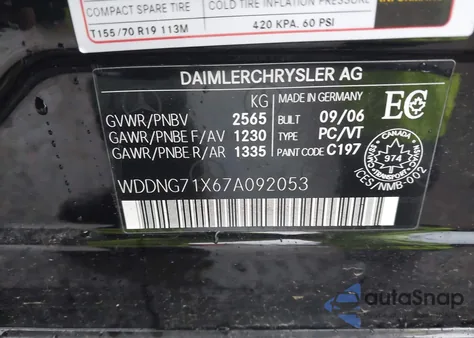 COMPACT SPARE TIRE COLD TIRE INFLATION PRESSURE
T155/70 R19 113M 420 KPA. 60 PSI
DAIMLERCHRYSLER AG
KG MADE IN GERMANY
GVWR/PNBV 2565 BUILT 09/06 EC
GAWR/PNBE F/AV 1230 TYPE PC/VT
GAWR/PNBE R/AR 1335 PAINT CODE C197
CANADA
974
ICES/NMB-002
WDDNG71X67A092053
autoSnap